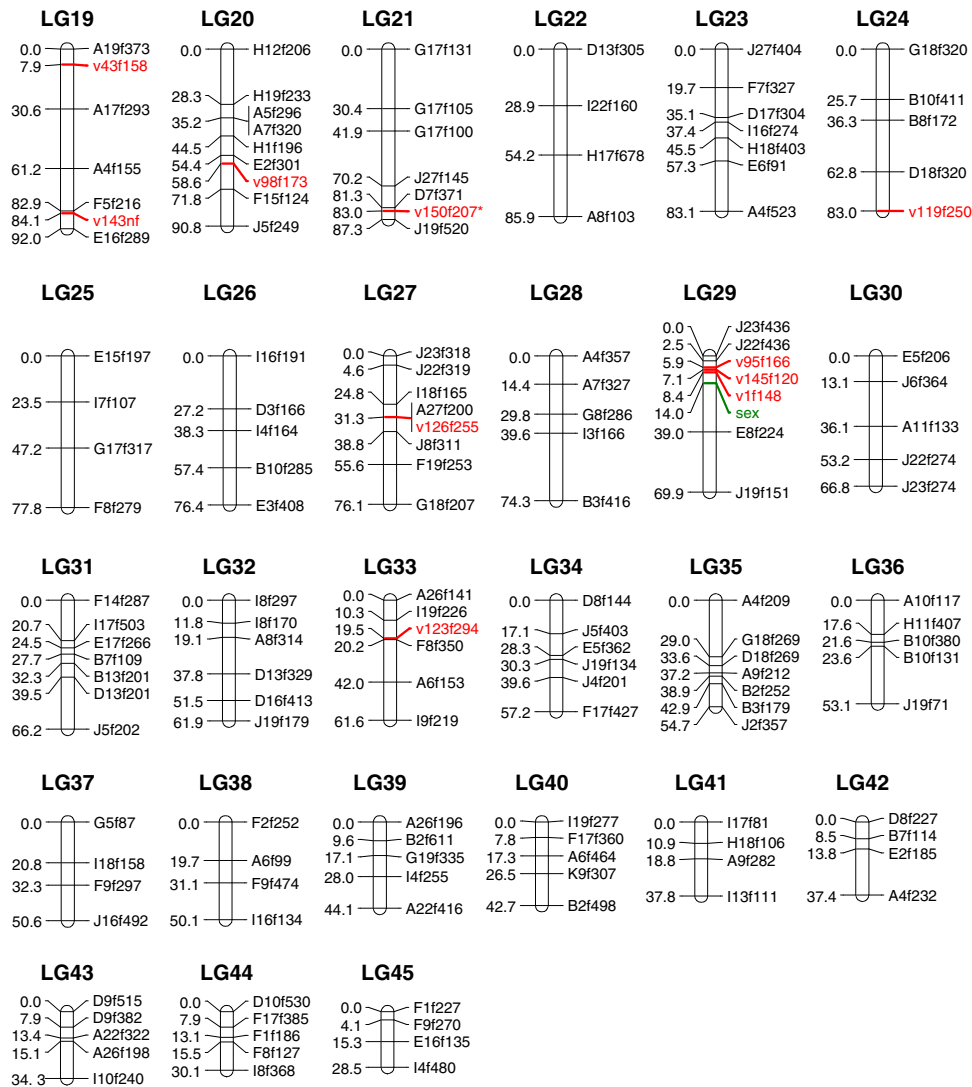 LG19
0.0 A19f373
7.9 v43f158
30.6 A17f293
61.2 A4f155
82.9 F5f216
84.1 v143nf
92.0 E16f289
LG20
0.0 H12f206
28.3 H19f233
A5f296
35.2 A7f320
44.5 H1f196
54.4 E2f301
58.6 v98f173
71.8 F15f124
90.8 J5f249
LG21
0.0 G17f131
30.4 G17f105
41.9 G17f100
70.2 J27f145
81.3 D7f371
83.0 v150f207*
87.3 J19f520
LG22
0.0 D13f305
28.9 I22f160
54.2 H17f678
85.9 A8f103
LG23
0.0 J27f404
19.7 F7f327
35.1 D17f304
37.4 I16f274
45.5 H18f403
57.3 E6f91
83.1 A4f523
LG24
0.0 G18f320
25.7 B10f411
36.3 B8f172
62.8 D18f320
83.0 v119f250
LG25
0.0 E15f197
23.5 I7f107
47.2 G17f317
77.8 F8f279
LG26
0.0 I16f191
27.2 D3f166
38.3 I4f164
57.4 B10f285
76.4 E3f408
LG27
0.0 J23f318
4.6 J22f319
24.8 I18f165
A27f200
31.3 v126f255
38.8 J8f311
55.6 F19f253
76.1 G18f207
LG28
0.0 A4f357
14.4 A7f327
29.8 G8f286
39.6 I3f166
74.3 B3f416
LG29
0.0 J23f436
2.5 J22f436
5.9 v95f166
7.1 v145f120
8.4 v1f148
14.0 sex
39.0 E8f224
69.9 J19f151
LG30
0.0 E5f206
13.1 J6f364
36.1 A11f133
53.2 J22f274
66.8 J23f274
LG31
0.0 F14f287
20.7 I17f503
24.5 E17f266
27.7 B7f109
32.3 B13f201
39.5 D13f201
66.2 J5f202
LG32
0.0 I8f297
11.8 I8f170
19.1 A8f314
37.8 D13f329
51.5 D16f413
61.9 J19f179
LG33
0.0 A26f141
10.3 I19f226
19.5 v123f294
20.2 F8f350
42.0 A6f153
61.6 I9f219
LG34
0.0 D8f144
17.1 J5f403
28.3 E5f362
30.3 J19f134
39.6 J4f201
57.2 F17f427
LG35
0.0 A4f209
29.0 G18f269
33.6 D18f269
37.2 A9f212
38.9 B2f252
42.9 B3f179
54.7 J2f357
LG36
0.0 A10f117
17.6 H11f407
21.6 B10f380
23.6 B10f131
53.1 J19f71
LG37
0.0 G5f87
20.8 I18f158
32.3 F9f297
50.6 J16f492
LG38
0.0 F2f252
19.7 A6f99
31.1 F9f474
50.1 I16f134
LG39
0.0 A26f196
9.6 B2f611
17.1 G19f335
28.0 I4f255
44.1 A22f416
LG40
0.0 I19f277
7.8 F17f360
17.3 A6f464
26.5 K9f307
42.7 B2f498
LG41
0.0 I17f81
10.9 H18f106
18.8 A9f282
37.8 I13f111
LG42
0.0 D8f227
8.5 B7f114
13.8 E2f185
37.4 A4f232
LG43
0.0 D9f515
7.9 D9f382
13.4 A22f322
15.1 A26f198
34. 3 I10f240
LG44
0.0 D10f530
7.9 F17f385
13.1 F1f186
15.5 F8f127
30.1 I8f368
LG45
0.0 F1f227
4.1 F9f270
15.3 E16f135
28.5 I4f480